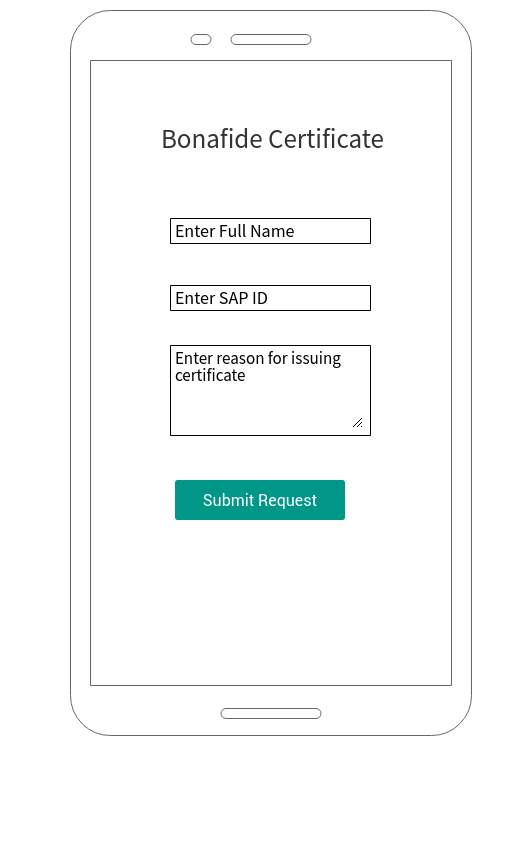 Bonafide Certificate
Enter Full Name
Enter SAP ID
Enter reason for issuing
certificate
Submit Request